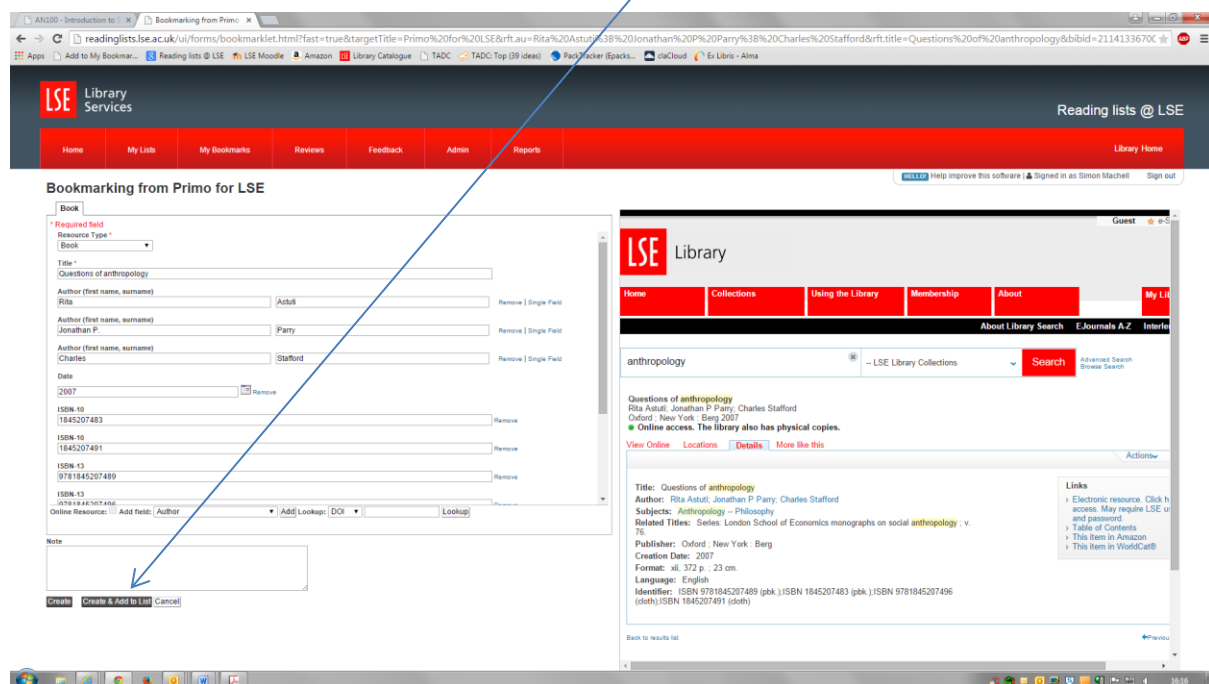 AN100 - Introduction to S
Bookmarking from Primo
readinglists.lse.ac.uk/ui/forms/bookmarklet.html?fast=true&targetTitle=Primo%20for%20LSE&rft.au=Rita%20Astuti%3B%20Jonathan%20P%20Parry%3B%20Charles%20Stafford&rft.title=Questions%20of%20anthropology&bibid=2114133670
Apps Add to My Bookmar... Reading lists @ LSE LSE Moodle Amazon Library Catalogue TADC TADC: Top (39 ideas) PackTracker (Epacks... claCloud Ex Libris - Alma
LSE Library Services
Reading lists @ LSE
Home My Lists My Bookmarks Reviews Feedback Admin Reports Library Home
HELLO! Help improve this software | Signed in as Simon Machell Sign out
Bookmarking from Primo for LSE
Book
* Required field
Resource Type *
Book
Title *
Questions of anthropology
Author (first name, surname)
Rita Astuti Remove | Single Field
Author (first name, surname)
Jonathan P. Parry Remove | Single Field
Author (first name, surname)
Charles Stafford Remove | Single Field
Date
2007 Remove
ISBN-10
1845207483 Remove
ISBN-10
1845207491 Remove
ISBN-13
9781845207489 Remove
ISBN-13
9781845207496 Remove
Online Resource: Add field: Author Add Lookup: DOI Lookup
Note
Create Create & Add to List Cancel
Guest e-S
LSE Library
Home Collections Using the Library Membership About My Lib
About Library Search EJournals A-Z Interle
anthropology -- LSE Library Collections Search Advanced Search
Browse Search
Questions of anthropology
Rita Astuti; Jonathan P Parry; Charles Stafford
Oxford ; New York : Berg 2007
Online access. The library also has physical copies.
View Online Locations Details More like this
Actions
Title: Questions of anthropology
Author: Rita Astuti; Jonathan P Parry; Charles Stafford
Subjects: Anthropology -- Philosophy
Related Titles: Series: London School of Economics monographs on social anthropology ; v. 76.
Publisher: Oxford ; New York : Berg
Creation Date: 2007
Format: xii, 372 p. ; 23 cm.
Language: English
Identifier: ISBN 9781845207489 (pbk.);ISBN 1845207483 (pbk.);ISBN 9781845207496
(cloth);ISBN 1845207491 (cloth)
Links
Electronic resource. Click h
access. May require LSE u
and password.
Table of Contents
This item in Amazon
This item in WorldCat®
Back to results list
Previou
16:16